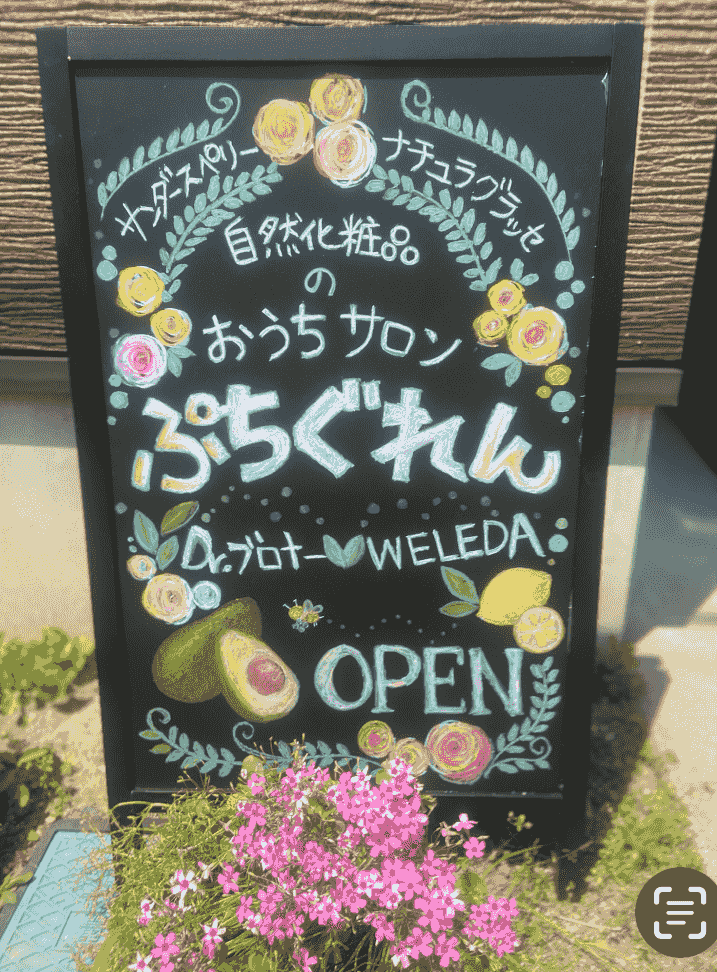 サンダースペリー
ナチュラグラッセ
自然化粧品
の
おうちサロン
ぷちぐれん
Dr.ブロナー WELEDA
OPEN